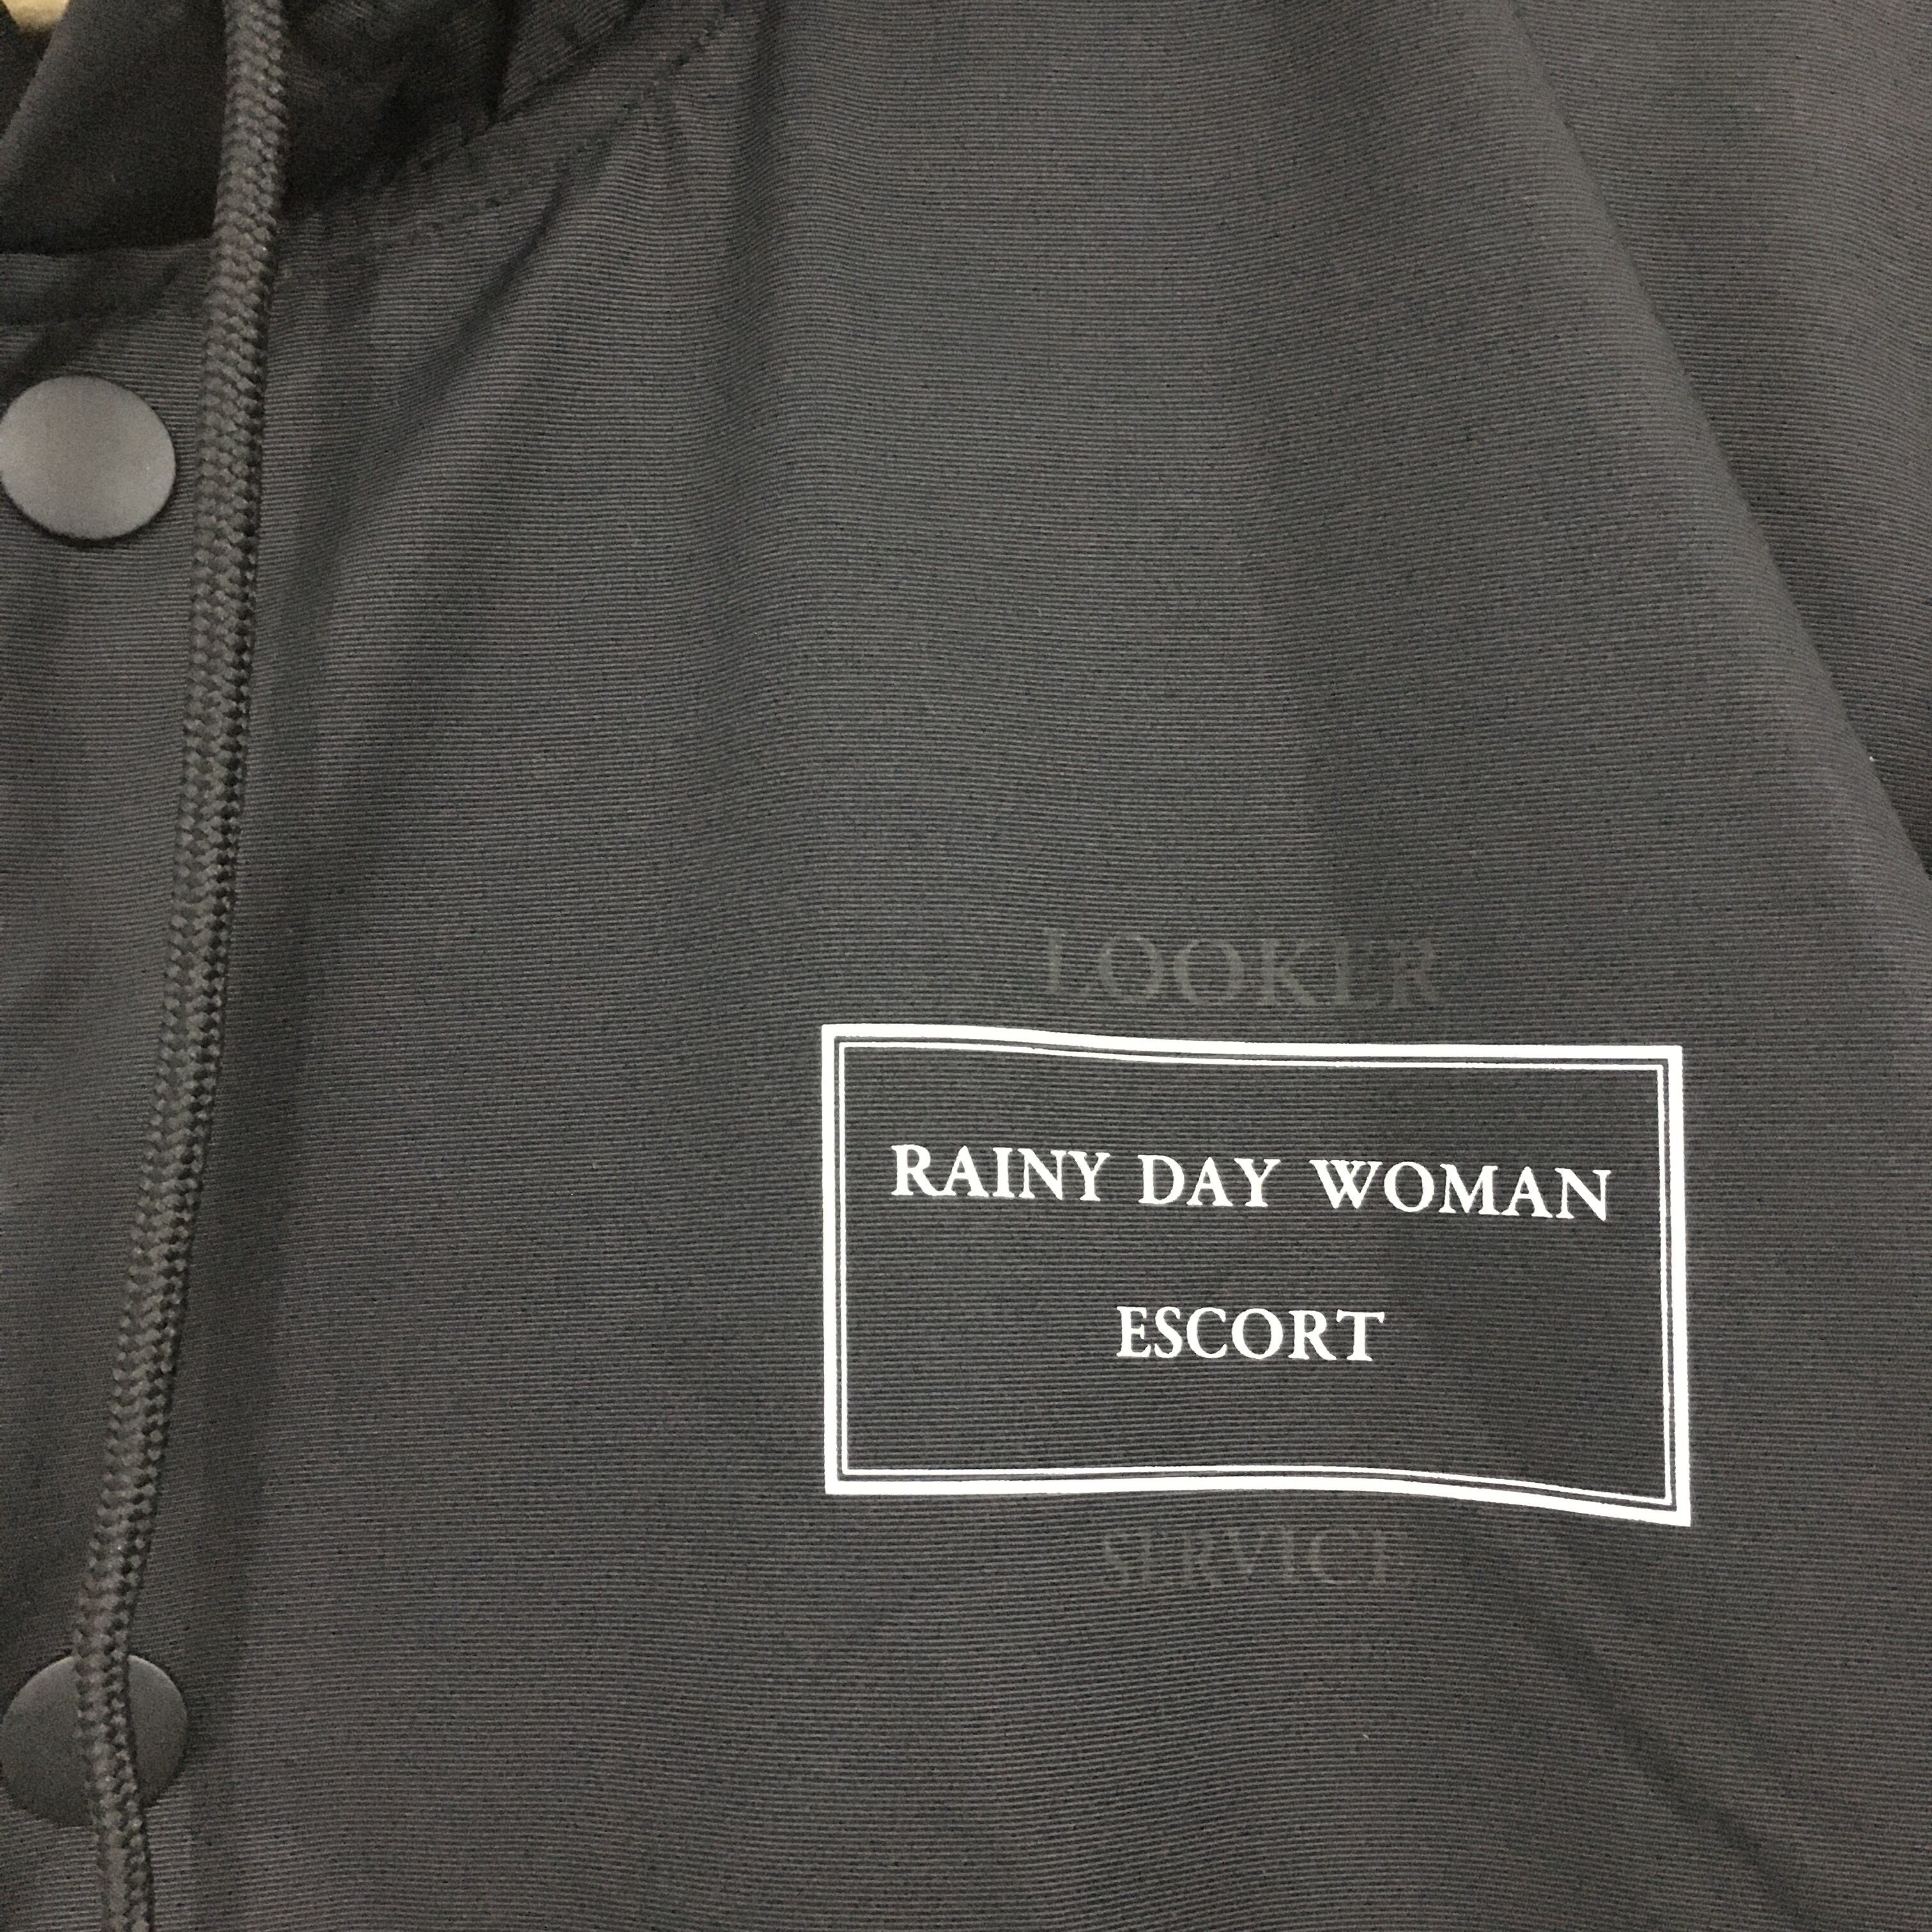 LOOKER
RAINY DAY WOMAN
ESCORT
SERVICE